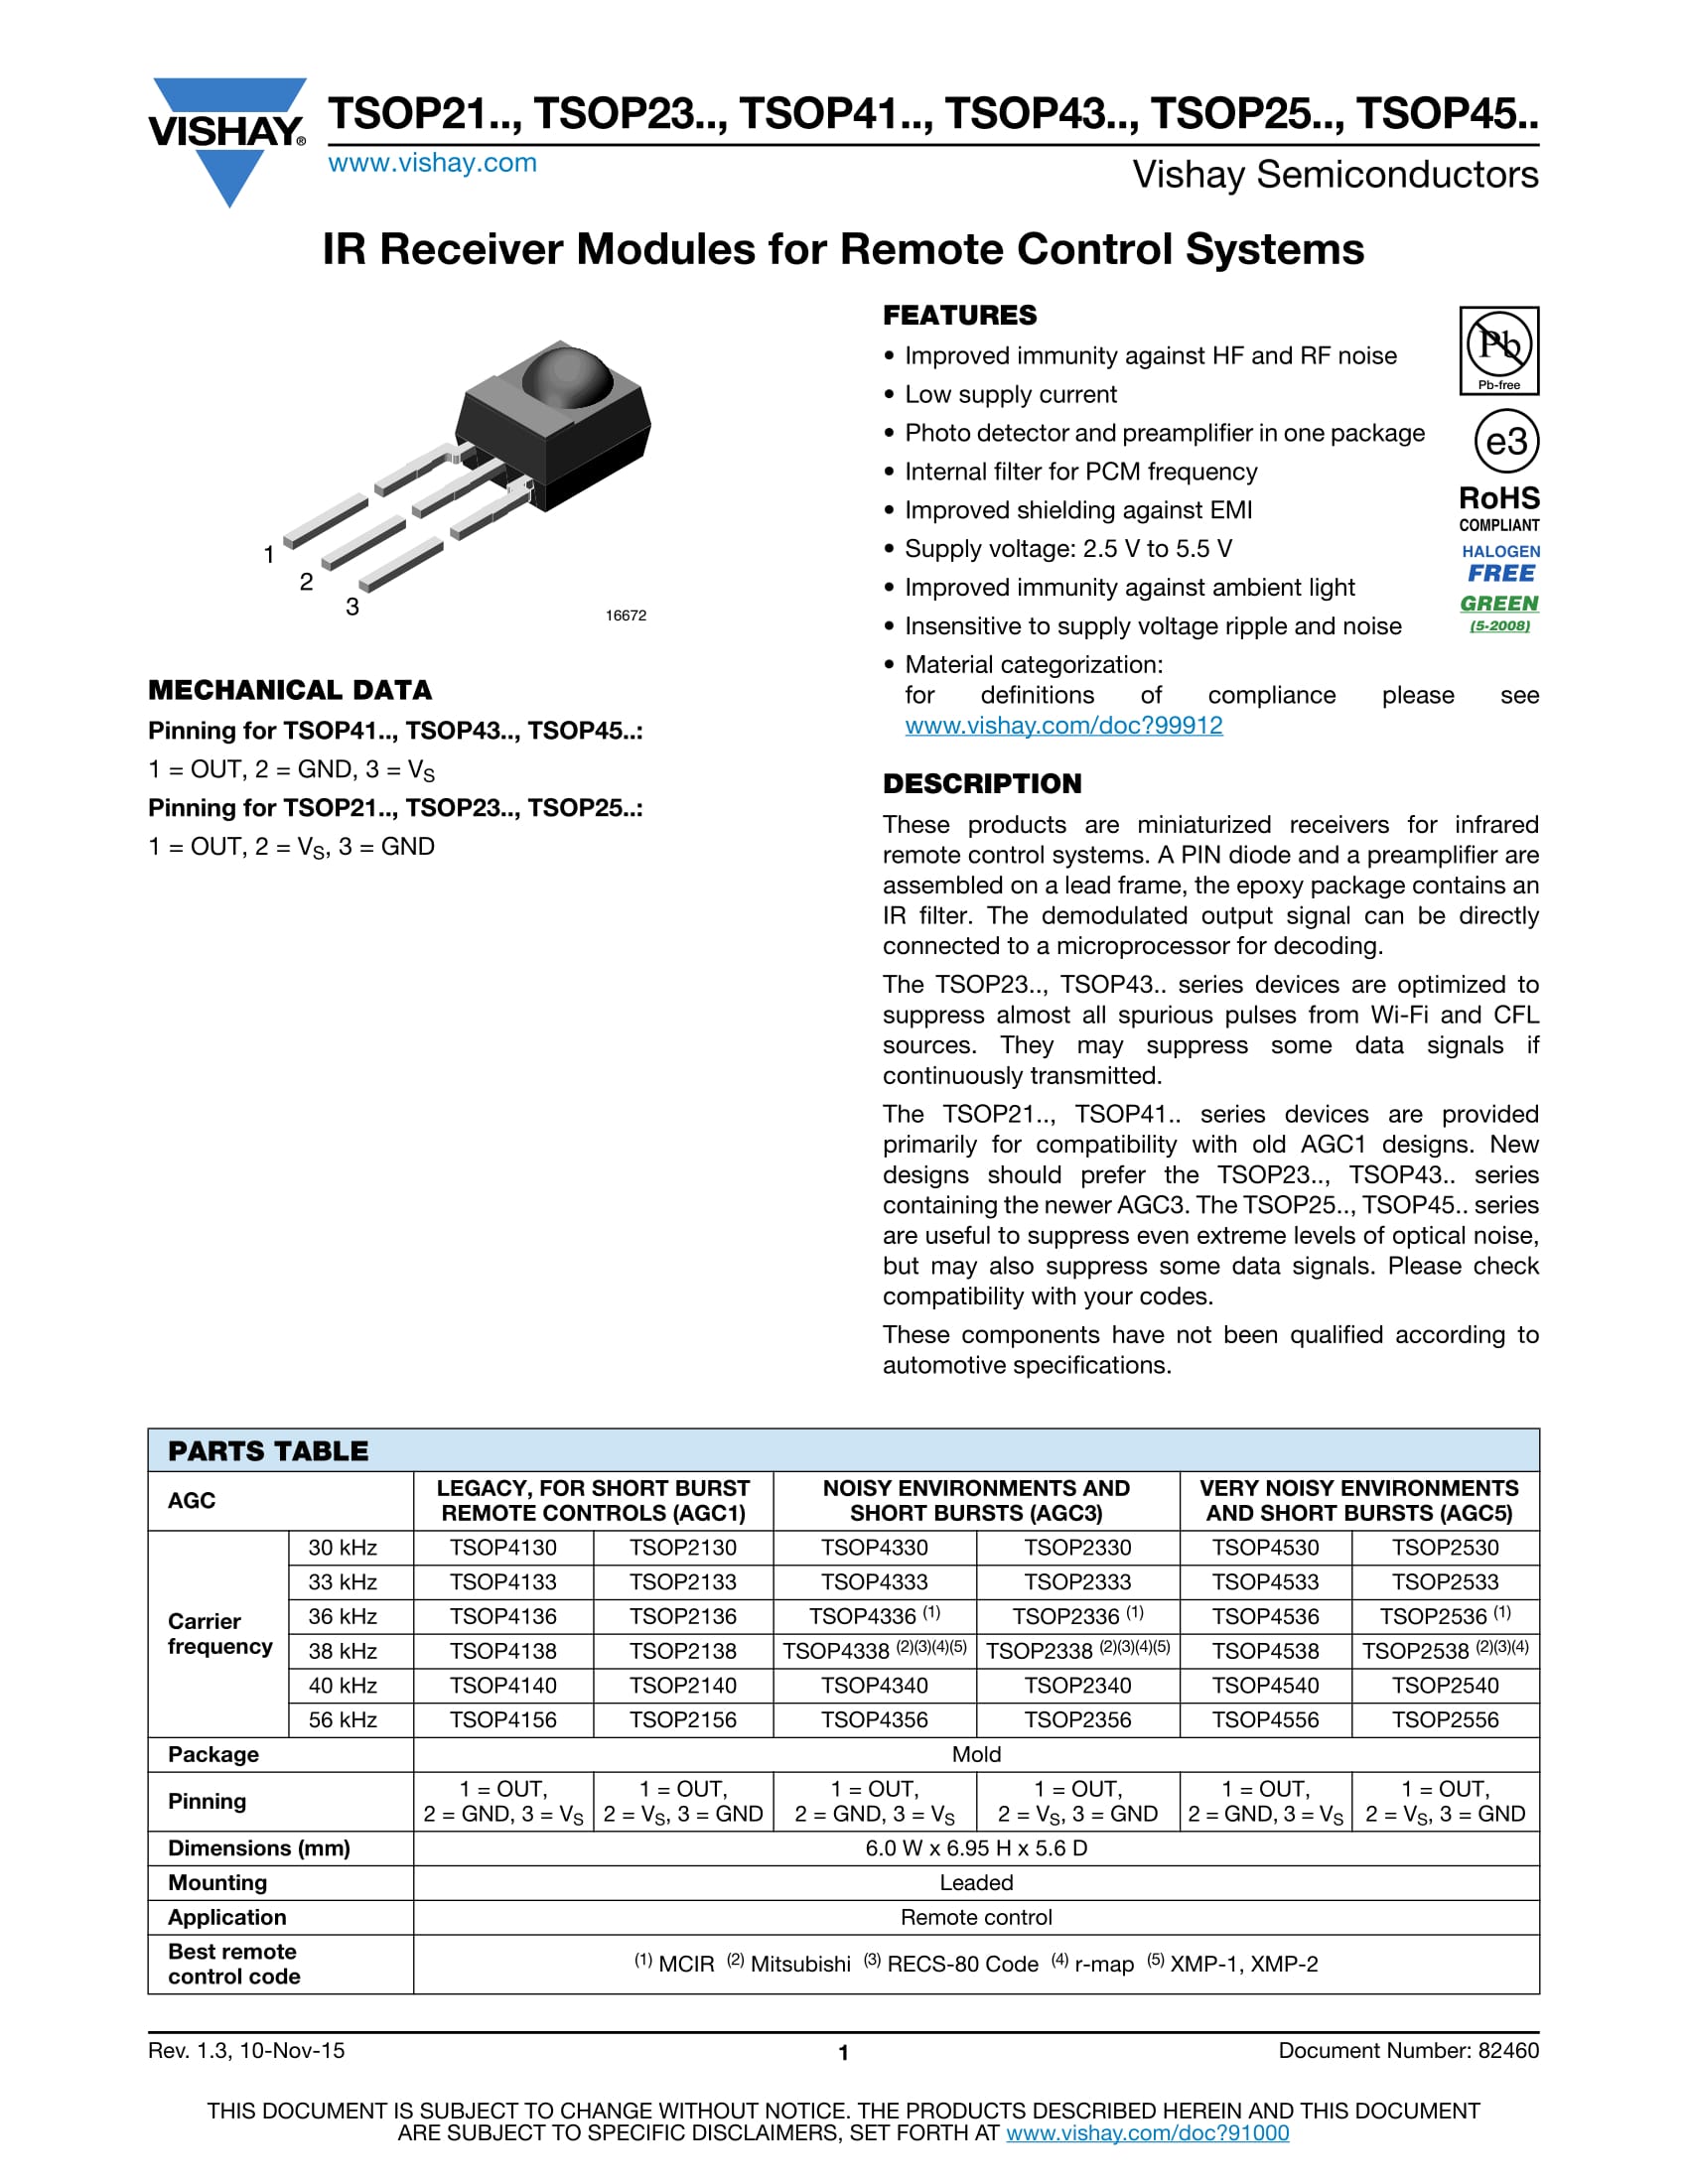 VISHAY®
TSOP21.., TSOP23.., TSOP41.., TSOP43.., TSOP25.., TSOP45..
www.vishay.com
Vishay Semiconductors
IR Receiver Modules for Remote Control Systems
1
2
3
16672
MECHANICAL DATA
Pinning for TSOP41.., TSOP43.., TSOP45..:
1 = OUT, 2 = GND, 3 = VS
Pinning for TSOP21.., TSOP23.., TSOP25..:
1 = OUT, 2 = VS, 3 = GND
FEATURES
• Improved immunity against HF and RF noise
• Low supply current
• Photo detector and preamplifier in one package
• Internal filter for PCM frequency
• Improved shielding against EMI
• Supply voltage: 2.5 V to 5.5 V
• Improved immunity against ambient light
• Insensitive to supply voltage ripple and noise
• Material categorization:
for definitions of compliance please see
www.vishay.com/doc?99912
Pb
Pb-free
e3
RoHS
COMPLIANT
HALOGEN
FREE
GREEN
(5-2008)
DESCRIPTION
These products are miniaturized receivers for infrared
remote control systems. A PIN diode and a preamplifier are
assembled on a lead frame, the epoxy package contains an
IR filter. The demodulated output signal can be directly
connected to a microprocessor for decoding.
The TSOP23.., TSOP43.. series devices are optimized to
suppress almost all spurious pulses from Wi-Fi and CFL
sources. They may suppress some data signals if
continuously transmitted.
The TSOP21.., TSOP41.. series devices are provided
primarily for compatibility with old AGC1 designs. New
designs should prefer the TSOP23.., TSOP43.. series
containing the newer AGC3. The TSOP25.., TSOP45.. series
are useful to suppress even extreme levels of optical noise,
but may also suppress some data signals. Please check
compatibility with your codes.
These components have not been qualified according to
automotive specifications.
PARTS TABLE
AGC LEGACY, FOR SHORT BURST REMOTE CONTROLS (AGC1) NOISY ENVIRONMENTS AND SHORT BURSTS (AGC3) VERY NOISY ENVIRONMENTS AND SHORT BURSTS (AGC5)
Carrier frequency
30 kHz TSOP4130 TSOP2130 TSOP4330 TSOP2330 TSOP4530 TSOP2530
33 kHz TSOP4133 TSOP2133 TSOP4333 TSOP2333 TSOP4533 TSOP2533
36 kHz TSOP4136 TSOP2136 TSOP4336 (1) TSOP2336 (1) TSOP4536 TSOP2536 (1)
38 kHz TSOP4138 TSOP2138 TSOP4338 (2)(3)(4)(5) TSOP2338 (2)(3)(4)(5) TSOP4538 TSOP2538 (2)(3)(4)
40 kHz TSOP4140 TSOP2140 TSOP4340 TSOP2340 TSOP4540 TSOP2540
56 kHz TSOP4156 TSOP2156 TSOP4356 TSOP2356 TSOP4556 TSOP2556
Package Mold
Pinning 1 = OUT, 2 = GND, 3 = VS 1 = OUT, 2 = VS, 3 = GND 1 = OUT, 2 = GND, 3 = VS 1 = OUT, 2 = VS, 3 = GND 1 = OUT, 2 = GND, 3 = VS 1 = OUT, 2 = VS, 3 = GND
Dimensions (mm) 6.0 W x 6.95 H x 5.6 D
Mounting Leaded
Application Remote control
Best remote control code (1) MCIR (2) Mitsubishi (3) RECS-80 Code (4) r-map (5) XMP-1, XMP-2
Rev. 1.3, 10-Nov-15 1 Document Number: 82460
THIS DOCUMENT IS SUBJECT TO CHANGE WITHOUT NOTICE. THE PRODUCTS DESCRIBED HEREIN AND THIS DOCUMENT
ARE SUBJECT TO SPECIFIC DISCLAIMERS, SET FORTH AT www.vishay.com/doc?91000